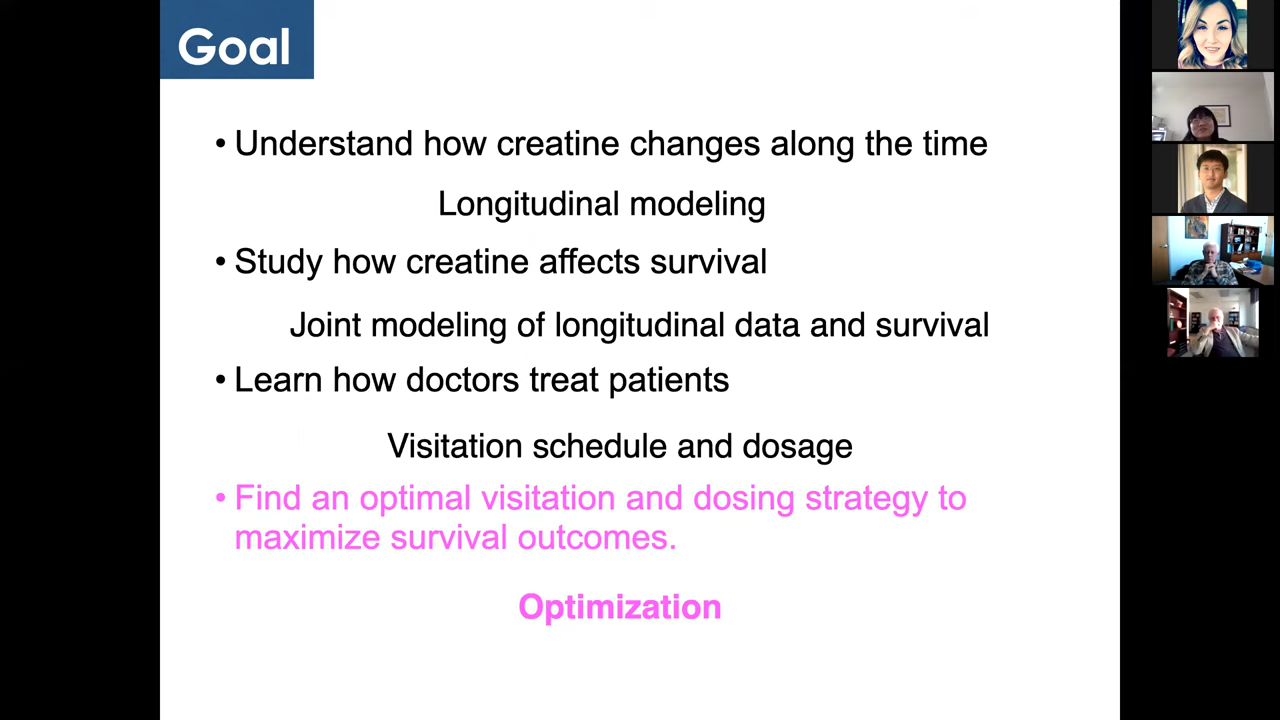 Goal
• Understand how creatine changes along the time
Longitudinal modeling
• Study how creatine affects survival
Joint modeling of longitudinal data and survival
• Learn how doctors treat patients
Visitation schedule and dosage
• Find an optimal visitation and dosing strategy to
maximize survival outcomes.
Optimization